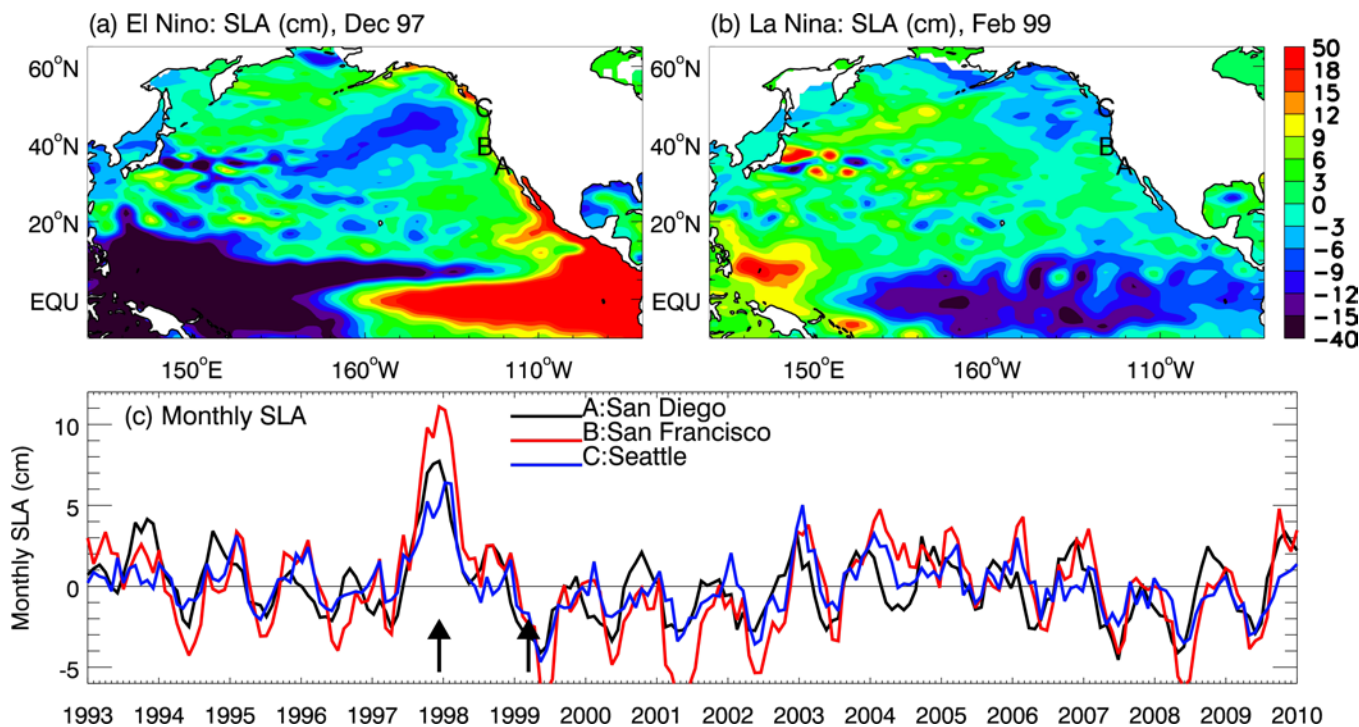 (a) El Nino: SLA (cm), Dec 97
(b) La Nina: SLA (cm), Feb 99
60°N
40°N
20°N
EQU
150°W
160°W
110°W
C
B
A
60°N
40°N
20°N
EQU
150°W
160°W
110°W
C
B
A
50
18
15
12
9
6
3
0
−3
−6
−9
−12
−15
−40
(c) Monthly SLA
A:San Diego
B:San Francisco
C:Seattle
Monthly SLA (cm)
10
5
0
-5
1993 1994 1995 1996 1997 1998 1999 2000 2001 2002 2003 2004 2005 2006 2007 2008 2009 2010